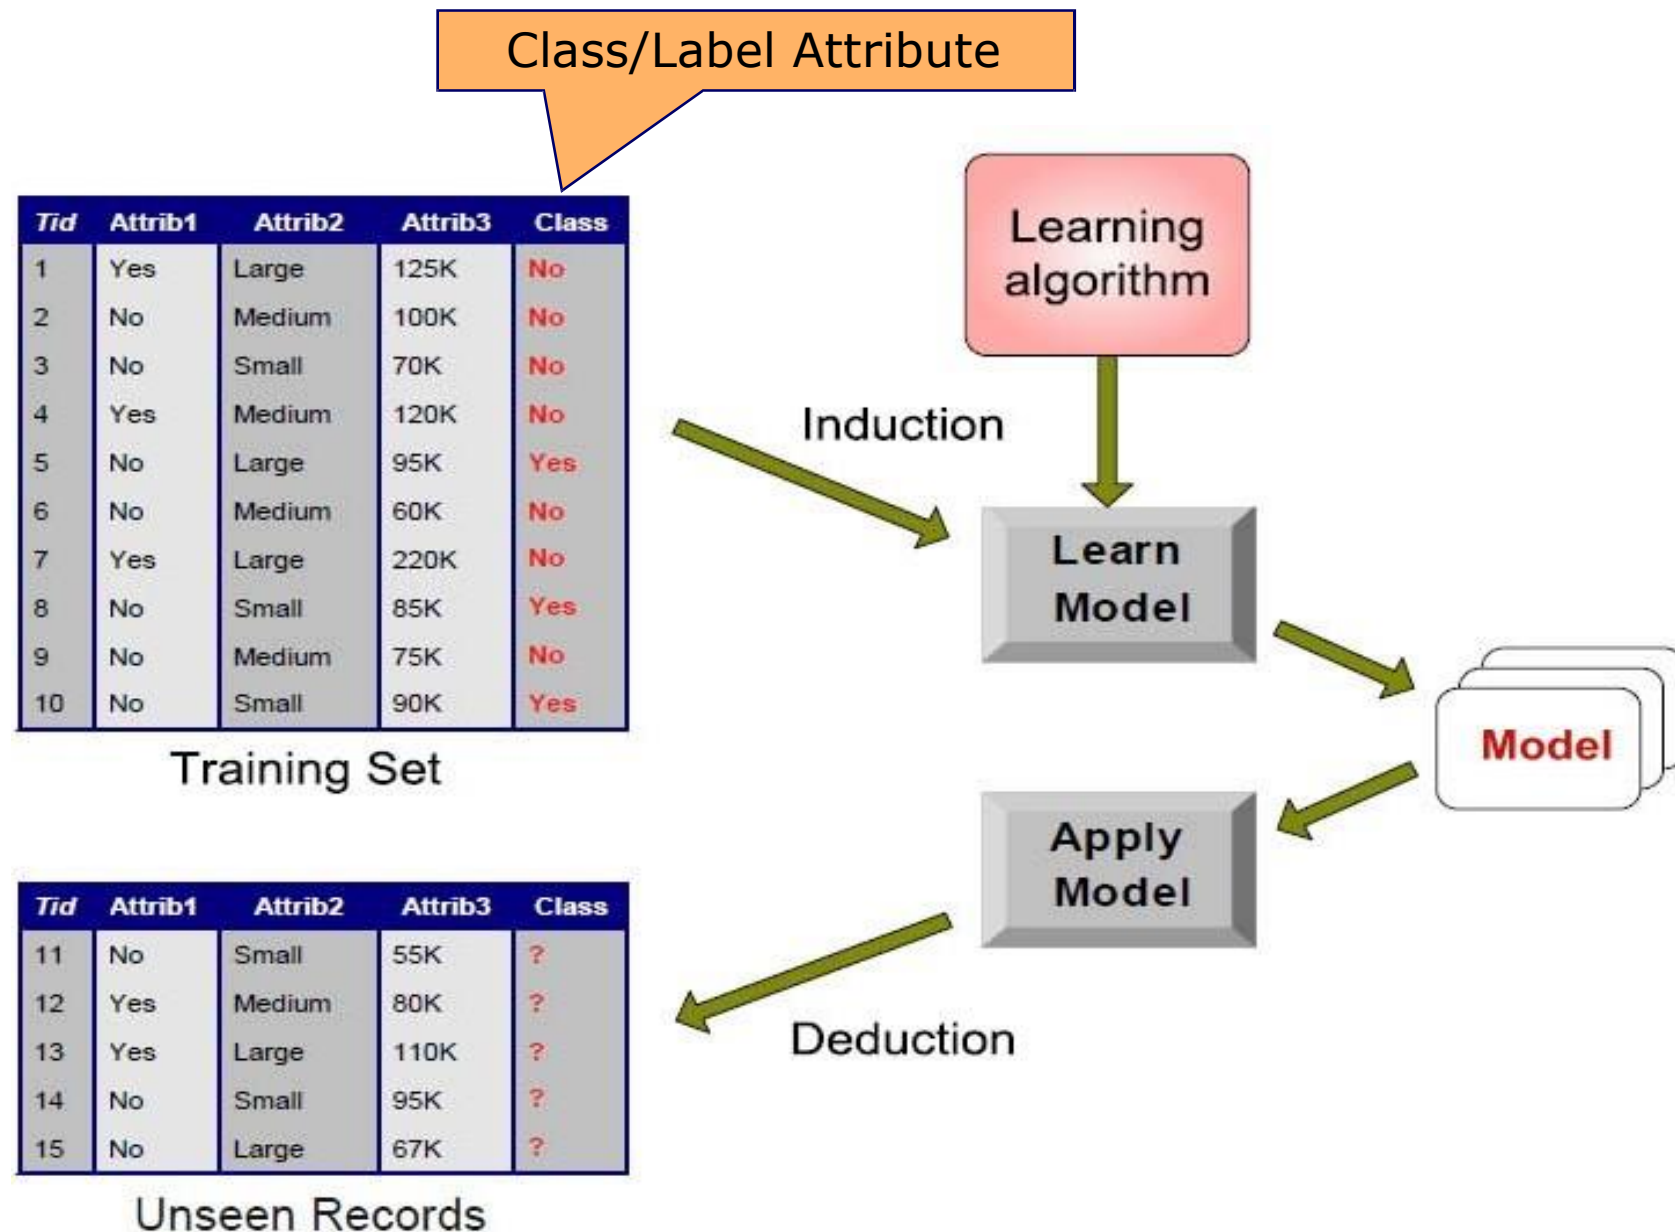 Class/Label Attribute
Tid Attrib1 Attrib2 Attrib3 Class
1 Yes Large 125K No
2 No Medium 100K No
3 No Small 70K No
4 Yes Medium 120K No
5 No Large 95K Yes
6 No Medium 60K No
7 Yes Large 220K No
8 No Small 85K Yes
9 No Medium 75K No
10 No Small 90K Yes
Training Set
Learning
algorithm
Induction
Learn
Model
Model
Apply
Model
Deduction
Tid Attrib1 Attrib2 Attrib3 Class
11 No Small 55K ?
12 Yes Medium 80K ?
13 Yes Large 110K ?
14 No Small 95K ?
15 No Large 67K ?
Unseen Records